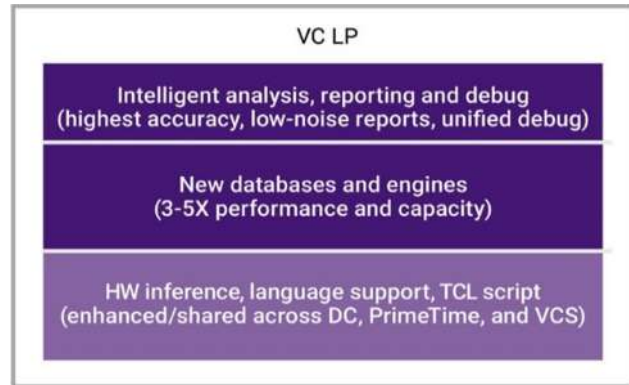 VC LP
Intelligent analysis, reporting and debug
(highest accuracy, low-noise reports, unified debug)
New databases and engines
(3-5X performance and capacity)
HW inference, language support, TCL script
(enhanced/shared across DC, PrimeTime, and VCS)